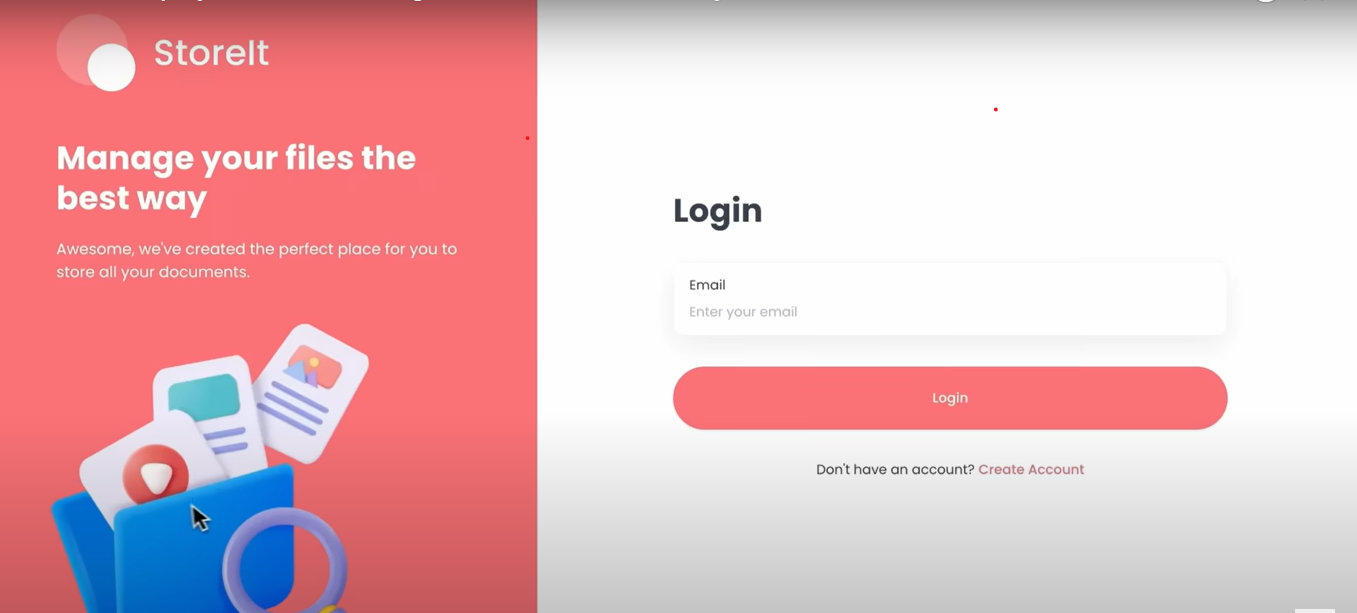 StoreIt
Manage your files the
best way
Awesome, we've created the perfect place for you to
store all your documents.
Login
Email
Enter your email
Login
Don't have an account? Create Account